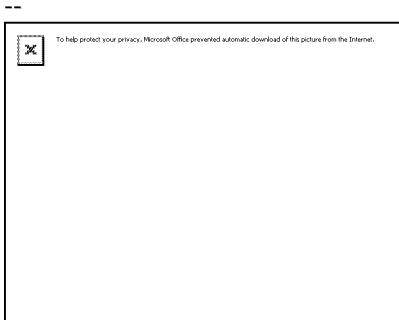 --
To help protect your privacy, Microsoft Office prevented automatic download of this picture from the Internet.